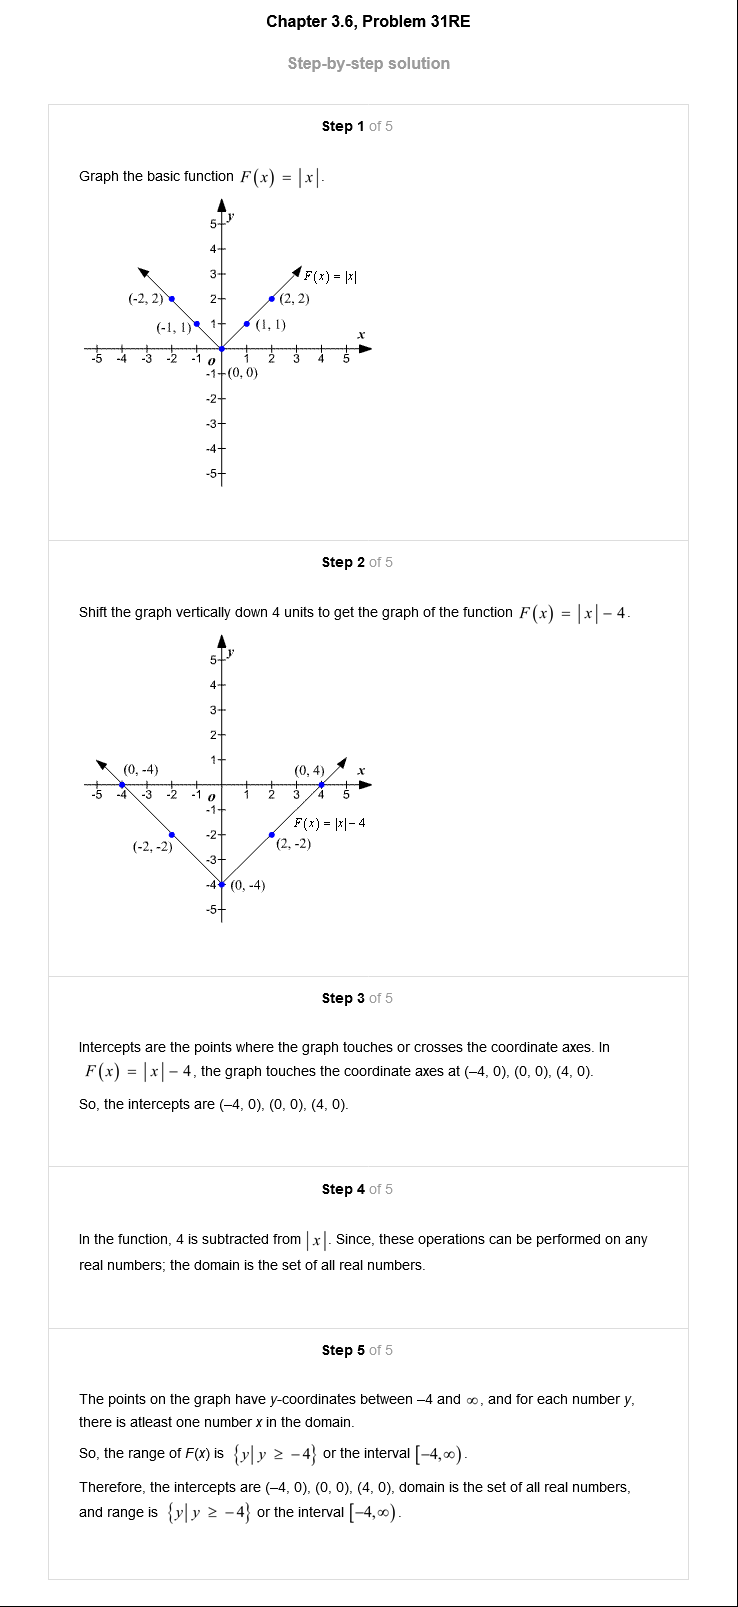 Chapter 3.6, Problem 31RE
Step-by-step solution
Step 1 of 5
Graph the basic function F(x) = |x|.
y
5
4
3
F(x) = |x|
(-2, 2)
2
(2, 2)
(-1, 1)
1
(1, 1)
x
-5 -4 -3 -2 -1 o 1 2 3 4 5
-1
(0, 0)
-2
-3
-4
-5
Step 2 of 5
Shift the graph vertically down 4 units to get the graph of the function F(x) = |x| – 4.
y
5
4
3
2
1
(0, -4) (0, 4) x
-5 -4 -3 -2 -1 o 1 2 3 4 5
-1
F(x) = |x| – 4
-2
(-2, -2) (2, -2)
-3
-4 (0, -4)
-5
Step 3 of 5
Intercepts are the points where the graph touches or crosses the coordinate axes. In
F(x) = |x| – 4, the graph touches the coordinate axes at (–4, 0), (0, 0), (4, 0).
So, the intercepts are (–4, 0), (0, 0), (4, 0).
Step 4 of 5
In the function, 4 is subtracted from |x|. Since, these operations can be performed on any
real numbers; the domain is the set of all real numbers.
Step 5 of 5
The points on the graph have y-coordinates between –4 and ∞, and for each number y,
there is atleast one number x in the domain.
So, the range of F(x) is {y| y ≥ –4} or the interval [–4,∞).
Therefore, the intercepts are (–4, 0), (0, 0), (4, 0), domain is the set of all real numbers,
and range is {y| y ≥ –4} or the interval [–4,∞).